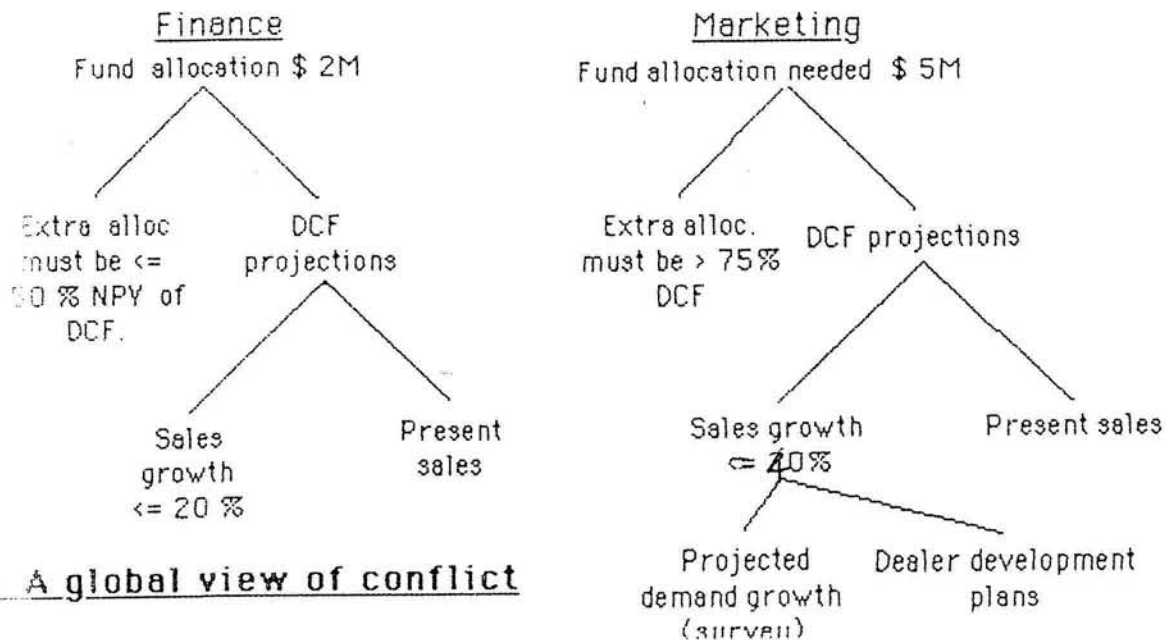 Finance
Fund allocation $ 2M
Extra alloc
must be <=
50 % NPY of
DCF.
DCF
projections
Sales
growth
<= 20 %
Present
sales
Marketing
Fund allocation needed $ 5M
Extra alloc.
must be > 75%
DCF
DCF projections
Sales growth
<=
Present sales
Projected
demand growth
(survey)
Dealer development
plans
A global view of conflict